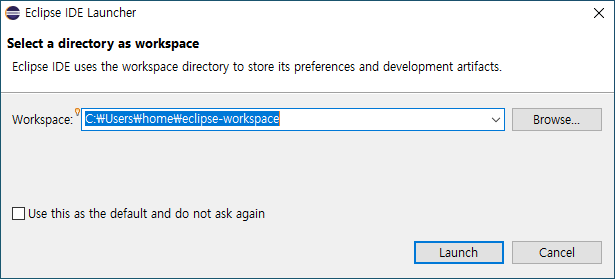 Eclipse IDE Launcher
Select a directory as workspace
Eclipse IDE uses the workspace directory to store its preferences and development artifacts.
Workspace: C:₩Users₩home₩eclipse-workspace Browse...
Use this as the default and do not ask again
Launch Cancel